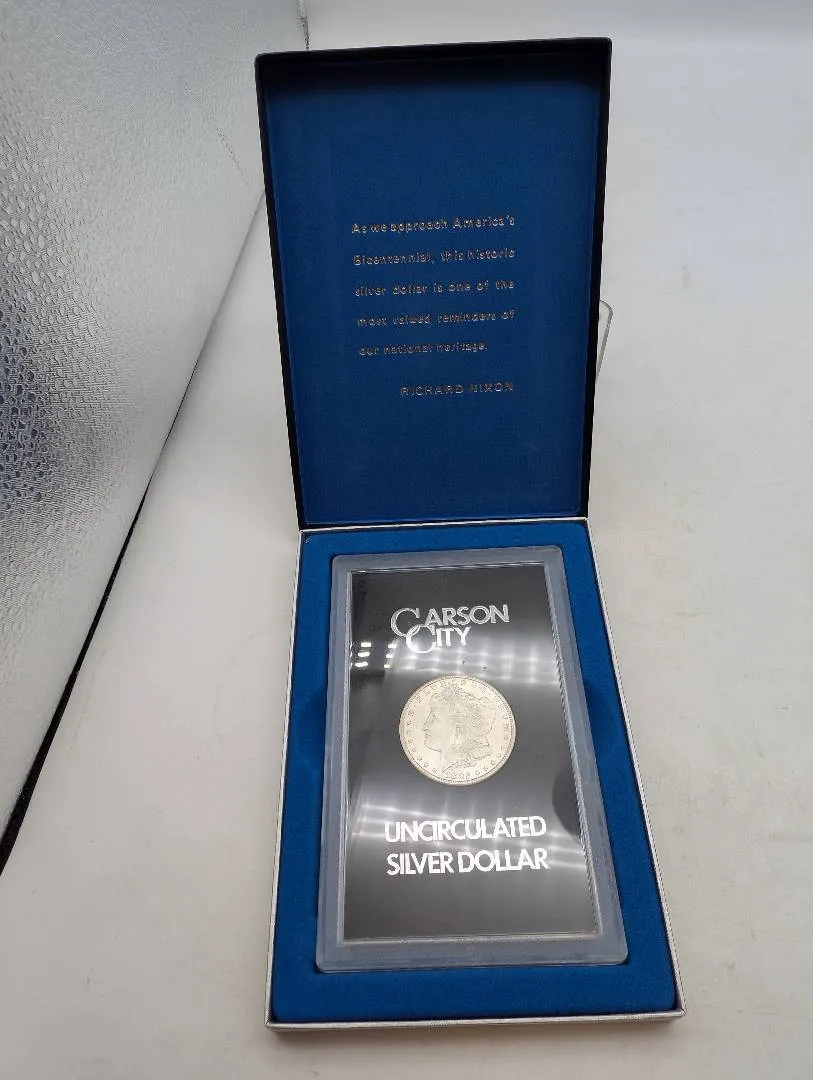 As we approach America's
Bicentennial, this historic
silver dollar is one of the
most valued reminders of
our national heritage.
RICHARD NIXON
CARSON
CITY
UNCIRCULATED
SILVER DOLLAR